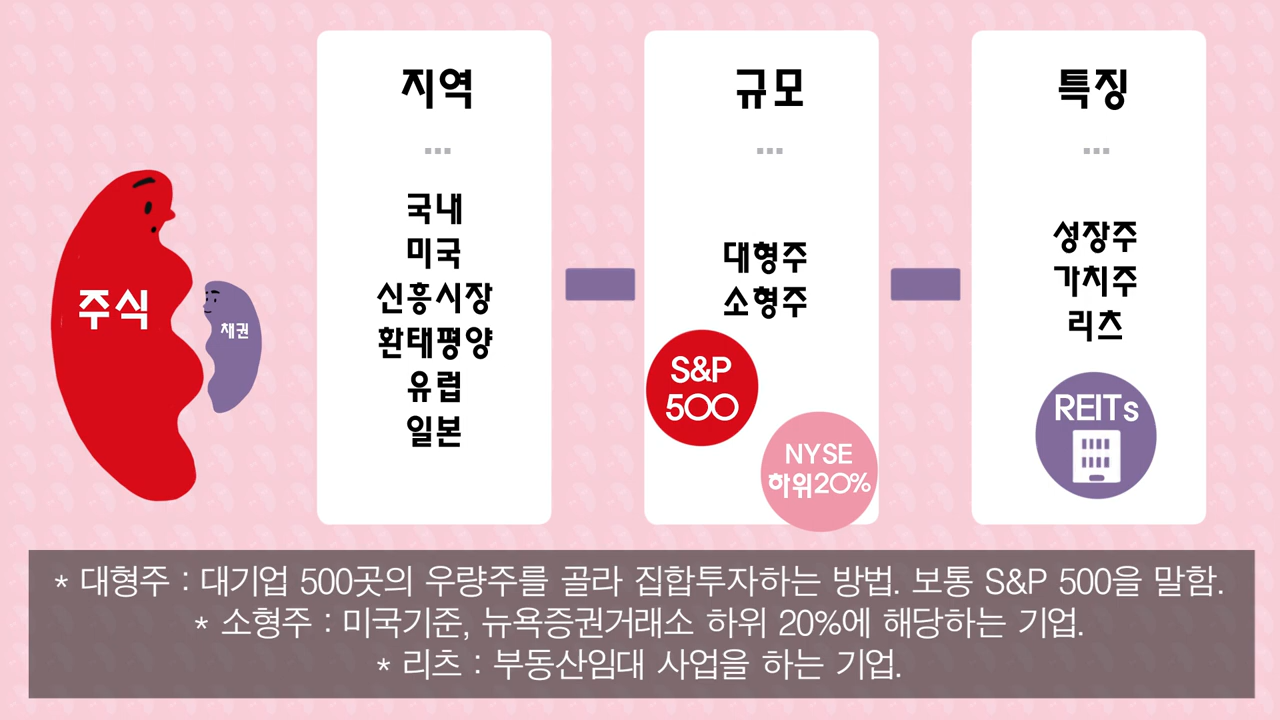 주식
채권
지역
국내
미국
신흥시장
환태평양
유럽
일본
규모
대형주
소형주
S&P
500
NYSE
하위20%
특징
성장주
가치주
리츠
REITs
* 대형주 : 대기업 500곳의 우량주를 골라 집합투자하는 방법. 보통 S&P 500을 말함.
* 소형주 : 미국기준, 뉴욕증권거래소 하위 20%에 해당하는 기업.
* 리츠 : 부동산임대 사업을 하는 기업.